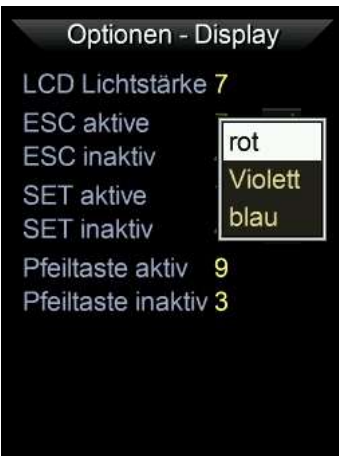 Optionen - Display
LCD Lichtstärke 7
ESC aktive
ESC inaktiv
SET aktive
SET inaktiv
Pfeiltaste aktiv 9
Pfeiltaste inaktiv 3
rot
Violett
blau